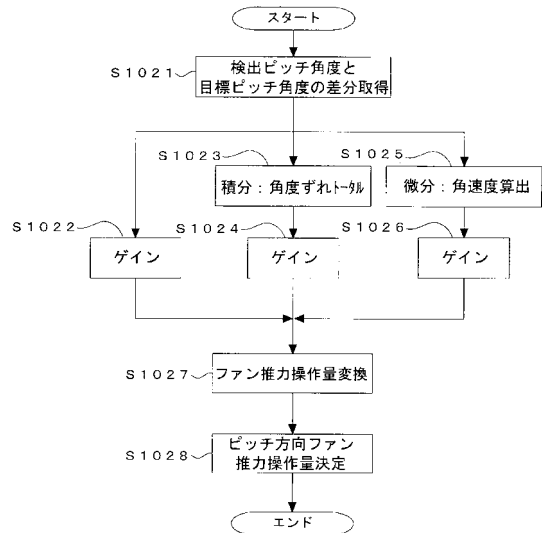 スタート
S1021
検出ピッチ角度と
目標ピッチ角度の差分取得
S1023
積分：角度ずれﾄｰﾀﾙ
S1025
微分：角速度算出
S1022
ゲイン
S1024
ゲイン
S1026
ゲイン
S1027
ファン推力操作量変換
S1028
ピッチ方向ファン
推力操作量決定
エンド